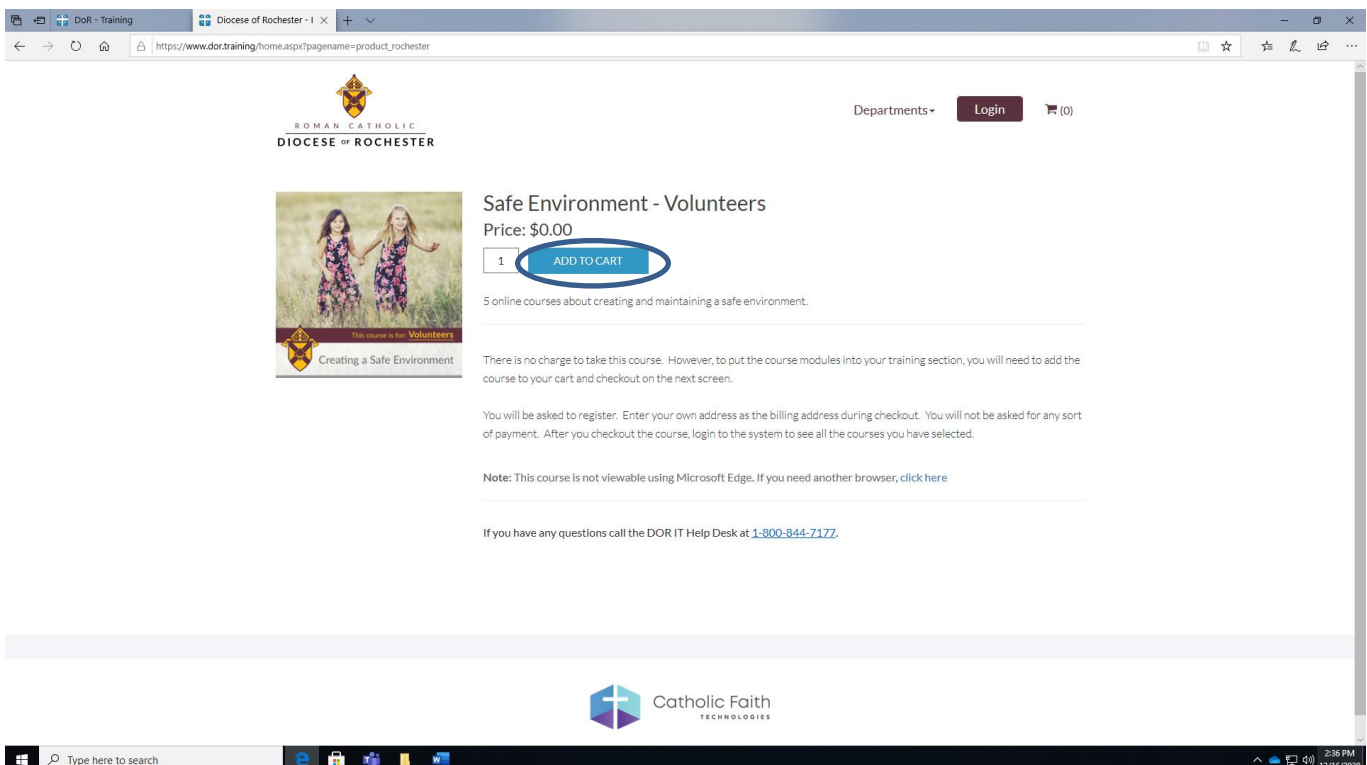 DoR - Training
Diocese of Rochester - I
https://www.dor.training/home.aspx?pagename=product_rochester
ROMAN CATHOLIC
DIOCESE OF ROCHESTER
Departments
Login
(0)
Safe Environment - Volunteers
Price: $0.00
1
ADD TO CART
5 online courses about creating and maintaining a safe environment.
This course is for: Volunteers
Creating a Safe Environment
There is no charge to take this course. However, to put the course modules into your training section, you will need to add the
course to your cart and checkout on the next screen.
You will be asked to register. Enter your own address as the billing address during checkout. You will not be asked for any sort
of payment. After you checkout the course, login to the system to see all the courses you have selected.
Note: This course is not viewable using Microsoft Edge. If you need another browser, click here
If you have any questions call the DOR IT Help Desk at 1-800-844-7177.
Catholic Faith
TECHNOLOGIES
Type here to search
2:36 PM